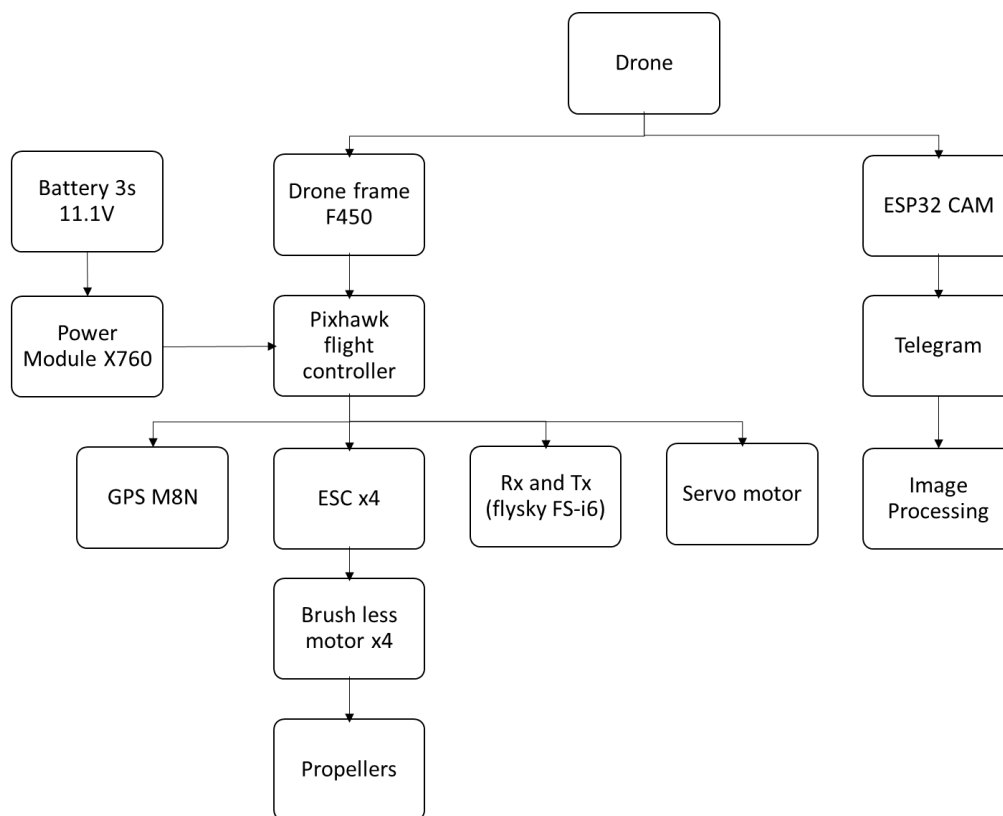 Drone
Battery 3s
11.1V
Drone frame
F450
ESP32 CAM
Power
Module X760
Pixhawk
flight
controller
Telegram
GPS M8N
ESC x4
Rx and Tx
(flysky FS-i6)
Servo motor
Image
Processing
Brush less
motor x4
Propellers